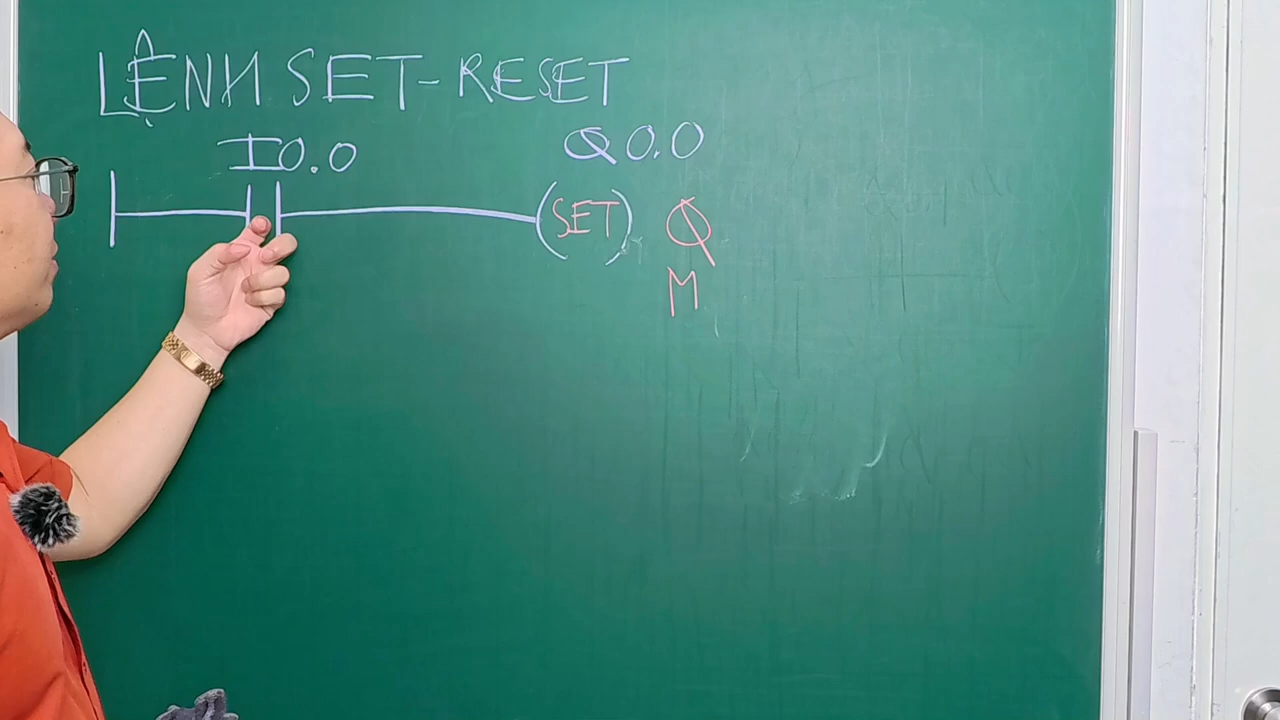 LỆNH SET-RESET
I0.0 Q0.0
(SET) Q
M